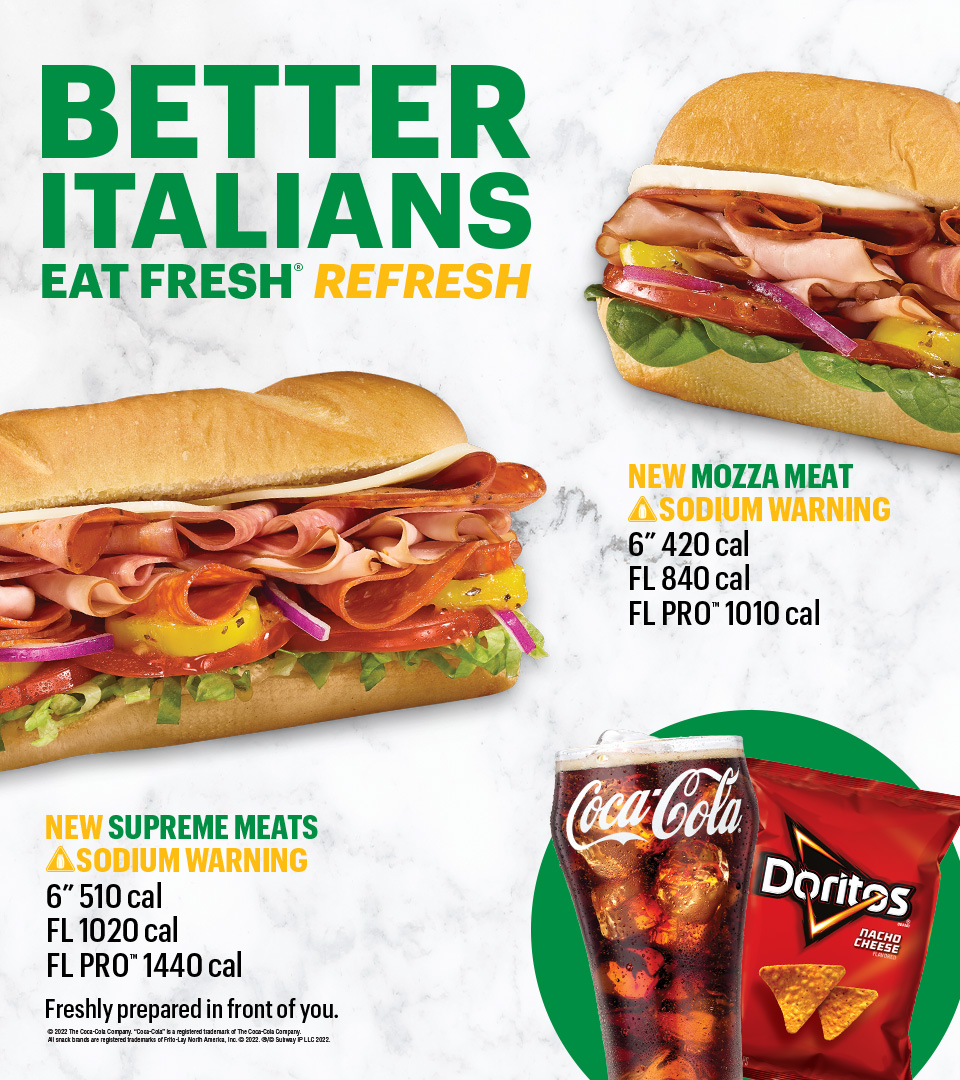 BETTER
ITALIANS
EAT FRESH® REFRESH
NEW MOZZA MEAT
SODIUM WARNING
6″ 420 cal
FL 840 cal
FL PRO™ 1010 cal
NEW SUPREME MEATS
SODIUM WARNING
6″ 510 cal
FL 1020 cal
FL PRO™ 1440 cal
Freshly prepared in front of you.
© 2022 The Coca-Cola Company. “Coca-Cola” is a registered trademark of The Coca-Cola Company.
All snack brands are registered trademarks of Frito-Lay North America, Inc. © 2022. ®/© Subway IP LLC 2022.
Coca-Cola
Doritos
BRAND
NACHO
CHEESE
FLAVORED